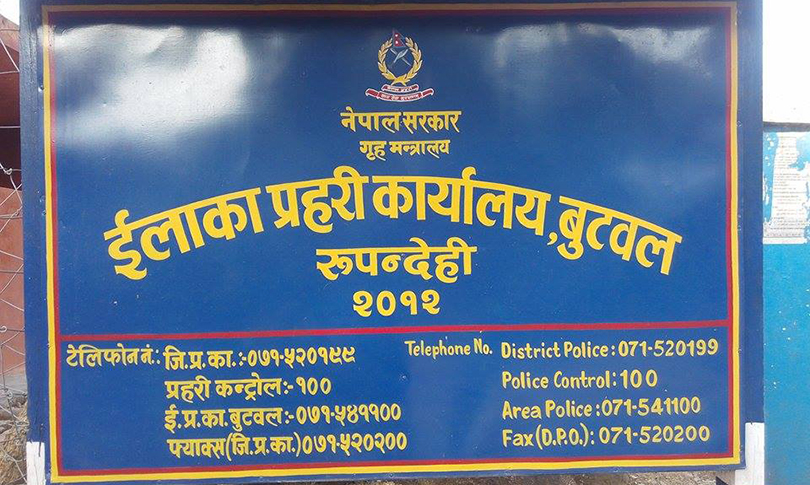 नेपाल सरकार
गृह मन्त्रालय
ईलाका प्रहरी कार्यालय, बुटवल
रूपन्देही
२०१२
टेलिफोन नं.: जि.प्र.का.:-०७१-५२०१९९
प्रहरी कन्ट्रोल:-१००
ई.प्र.का.बुटवल:-०७१-५४११००
फ्याक्स(जि.प्र.का.)०७१-५२०२००
Telephone No. District Police: 071-520199
Police Control: 100
Area Police: 071-541100
Fax (D.P.O.): 071-520200